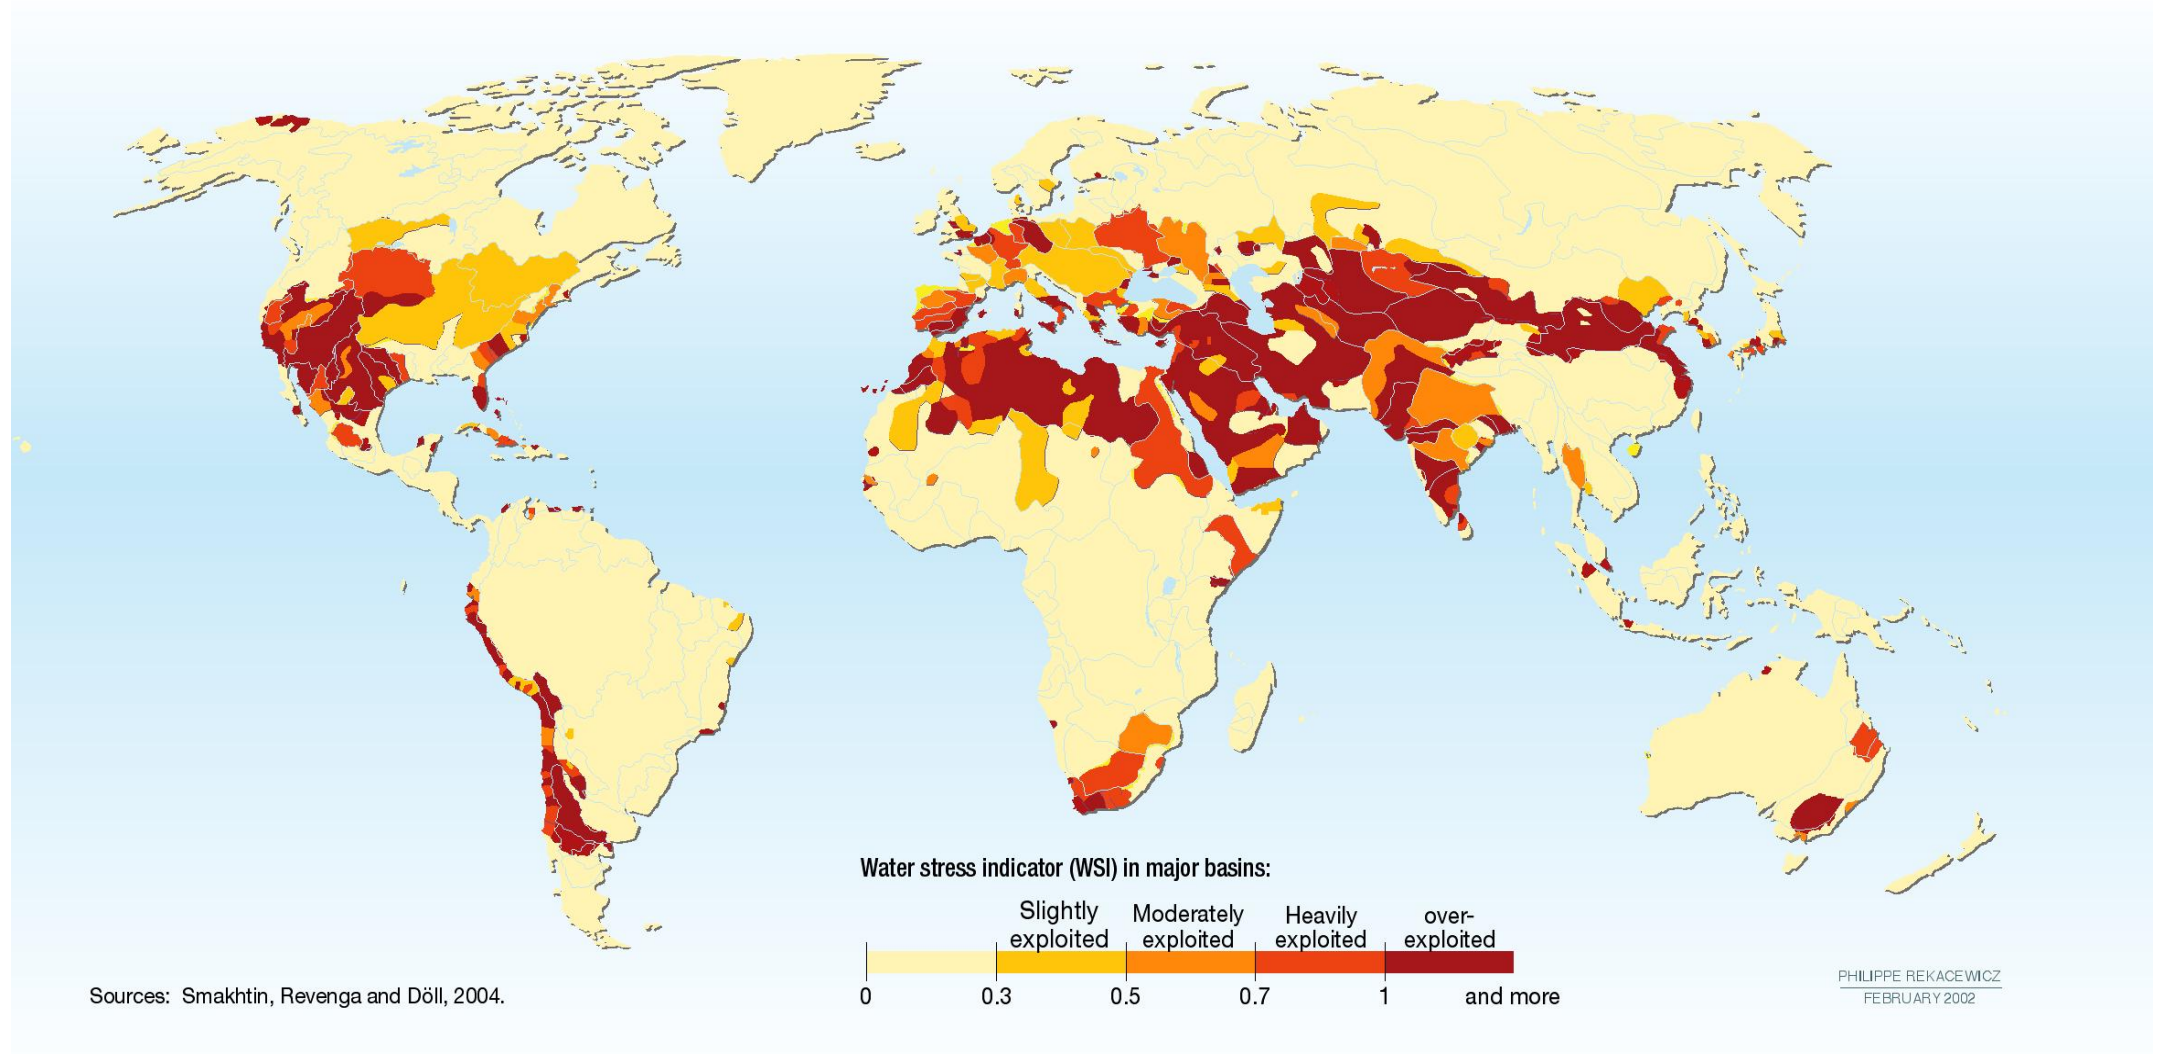 Water stress indicator (WSI) in major basins:
Slightly
exploited
Moderately
exploited
Heavily
exploited
over-
exploited
0
0.3
0.5
0.7
1
and more
Sources: Smakhtin, Revenga and Döll, 2004.
PHILIPPE REKACEWICZ
FEBRUARY 2002